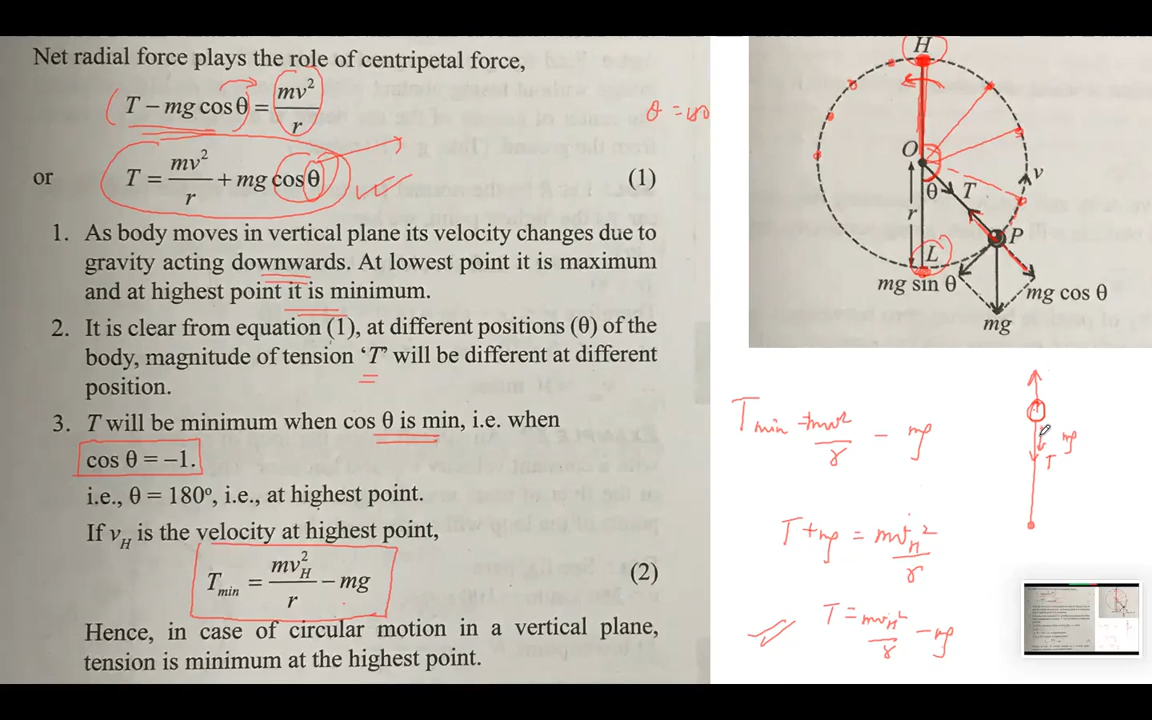 Net radial force plays the role of centripetal force,
T − mg cos θ = mv²/r
or T = mv²/r + mg cos θ (1)
1. As body moves in vertical plane its velocity changes due to
gravity acting downwards. At lowest point it is maximum
and at highest point it is minimum.
2. It is clear from equation (1), at different positions (θ) of the
body, magnitude of tension ‘T’ will be different at different
position.
3. T will be minimum when cos θ is min, i.e. when
cos θ = –1.
i.e., θ = 180°, i.e., at highest point.
If v_H is the velocity at highest point,
T_min = mv_H²/r − mg (2)
Hence, in case of circular motion in a vertical plane,
tension is minimum at the highest point.
θ = 180
H
O
θ T v
r
P
L
mg sin θ
mg cos θ
mg
T min = mv²/r − mg
mg
T
T + mg = mv_H²/r
T = mv_H²/r − mg